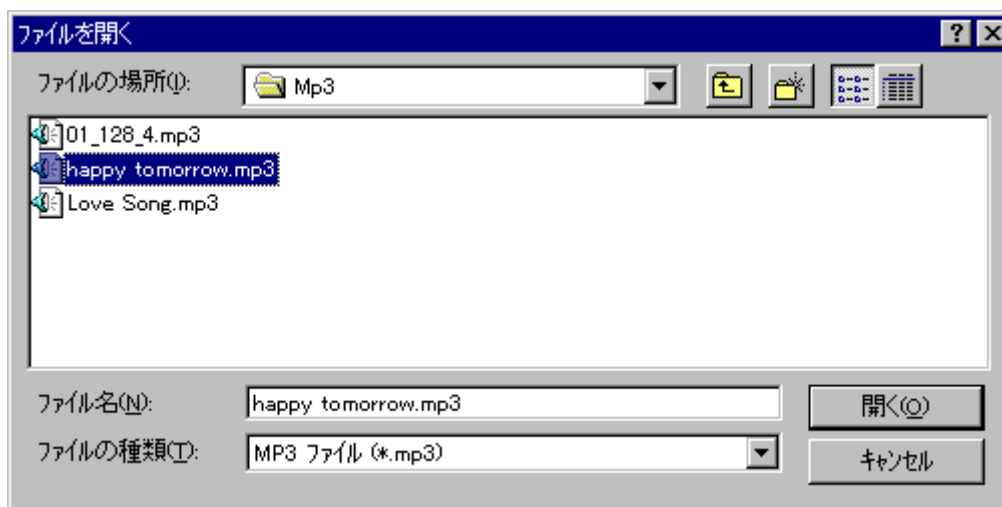 ファイルを開く
ファイルの場所(I):
Mp3
01_128_4.mp3
happy tomorrow.mp3
Love Song.mp3
ファイル名(N):
happy tomorrow.mp3
開く(O)
ファイルの種類(T):
MP3 ファイル (*.mp3)
キャンセル